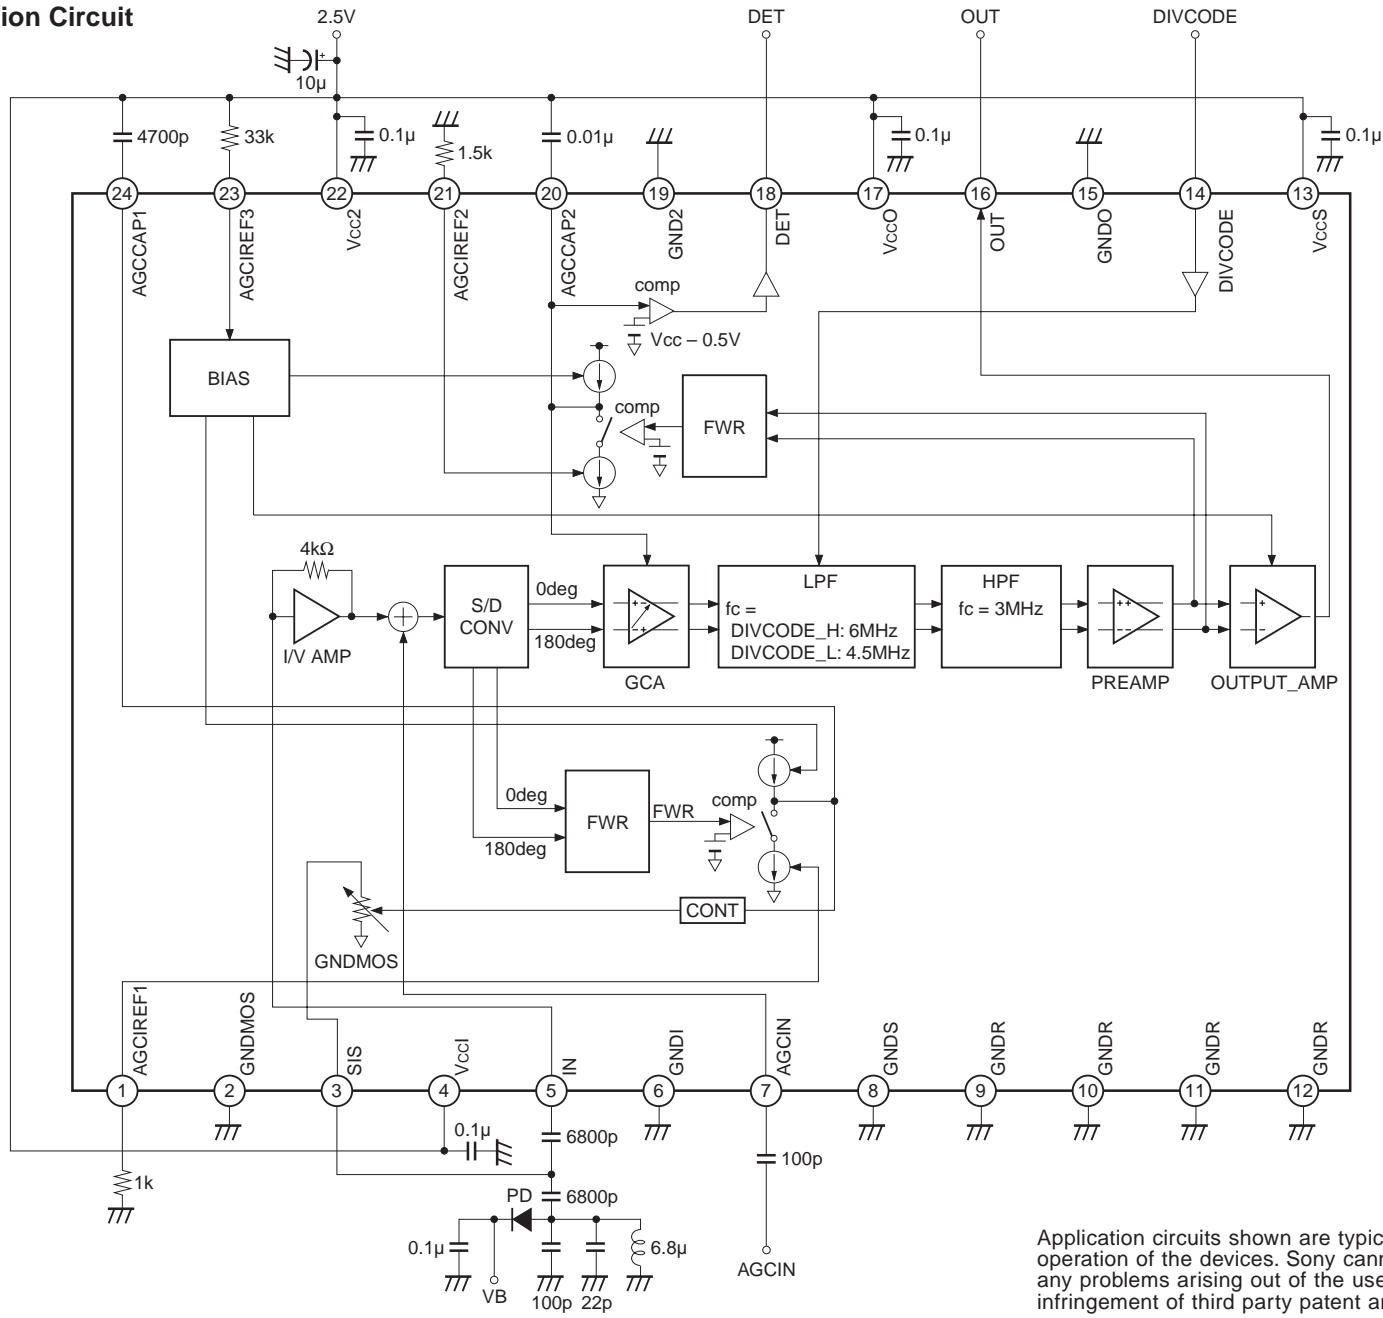 ion Circuit
2.5V
DET
OUT
DIVCODE
+
10µ
4700p
33k
0.1µ
1.5k
0.01µ
0.1µ
0.1µ
24
23
22
21
20
19
18
17
16
15
14
13
AGCCAP1
AGCIREF3
Vcc2
AGCIREF2
AGCCAP2
GND2
DET
VccO
OUT
GNDO
DIVCODE
VccS
comp
Vcc – 0.5V
BIAS
comp
FWR
4kΩ
I/V AMP
+
S/D
CONV
0deg
180deg
+ –
– +
GCA
LPF
fc =
DIVCODE_H: 6MHz
DIVCODE_L: 4.5MHz
HPF
fc = 3MHz
+ +
– –
PREAMP
+
–
OUTPUT_AMP
0deg
180deg
FWR
FWR
comp
CONT
GNDMOS
AGCIREF1
GNDMOS
SIS
VccI
IN
GNDI
AGCIN
GNDS
GNDR
GNDR
GNDR
GNDR
1
2
3
4
5
6
7
8
9
10
11
12
0.1µ
6800p
100p
1k
PD
6800p
0.1µ
6.8µ
VB
100p
22p
AGCIN
Application circuits shown are typic
operation of the devices. Sony cann
any problems arising out of the use
infringement of third party patent an